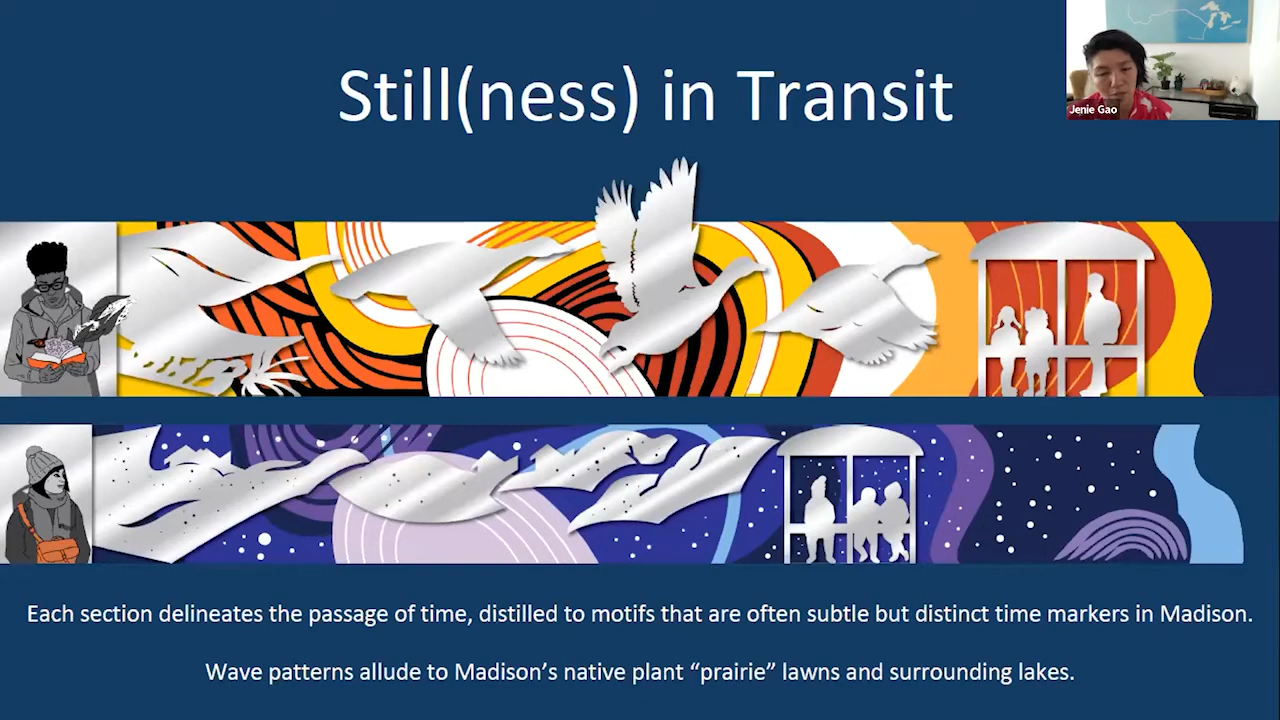 Jenie Gao
Still(ness) in Transit
Each section delineates the passage of time, distilled to motifs that are often subtle but distinct time markers in Madison.
Wave patterns allude to Madison’s native plant “prairie” lawns and surrounding lakes.